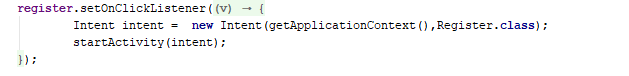 register.setOnClickListener((v) → {
        Intent intent =  new Intent(getApplicationContext(),Register.class);
        startActivity(intent);
});